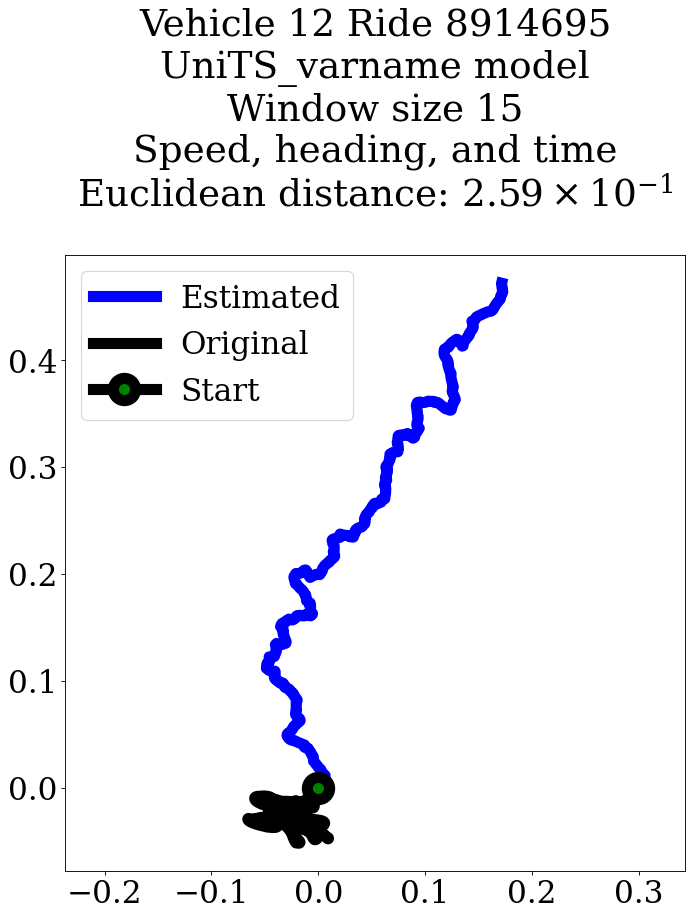 Vehicle 12 Ride 8914695
UniTS_varname model
Window size 15
Speed, heading, and time
Euclidean distance: 2.59 × 10⁻¹
Estimated
Original
Start
0.4
0.3
0.2
0.1
0.0
−0.2 −0.1 0.0 0.1 0.2 0.3